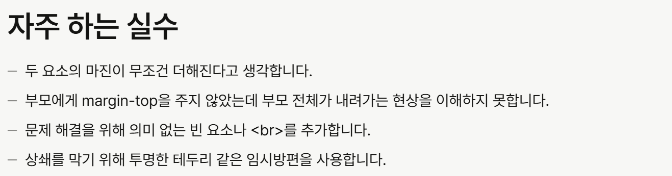 자주 하는 실수
— 두 요소의 마진이 무조건 더해진다고 생각합니다.
— 부모에게 margin-top을 주지 않았는데 부모 전체가 내려가는 현상을 이해하지 못합니다.
— 문제 해결을 위해 의미 없는 빈 요소나 <br>를 추가합니다.
— 상쇄를 막기 위해 투명한 테두리 같은 임시방편을 사용합니다.